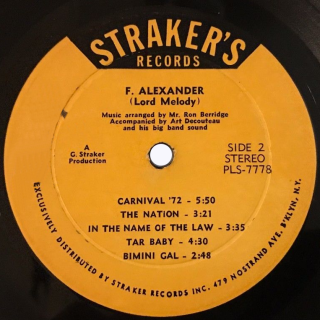 STRAKER'S
RECORDS
F. ALEXANDER
(Lord Melody)
Music arranged by Mr. Ron Berridge
Accompanied by Art Decouteau
and his big band sound
A
G. Straker
Production
SIDE 2
STEREO
PLS-7778
CARNIVAL '72 - 5:50
THE NATION - 3:21
IN THE NAME OF THE LAW - 3:35
TAR BABY - 4:30
BIMINI GAL - 2:48
EXCLUSIVELY DISTRIBUTED BY STRAKER RECORDS INC. 479 NOSTRAND AVE. B'KLYN, N.Y.